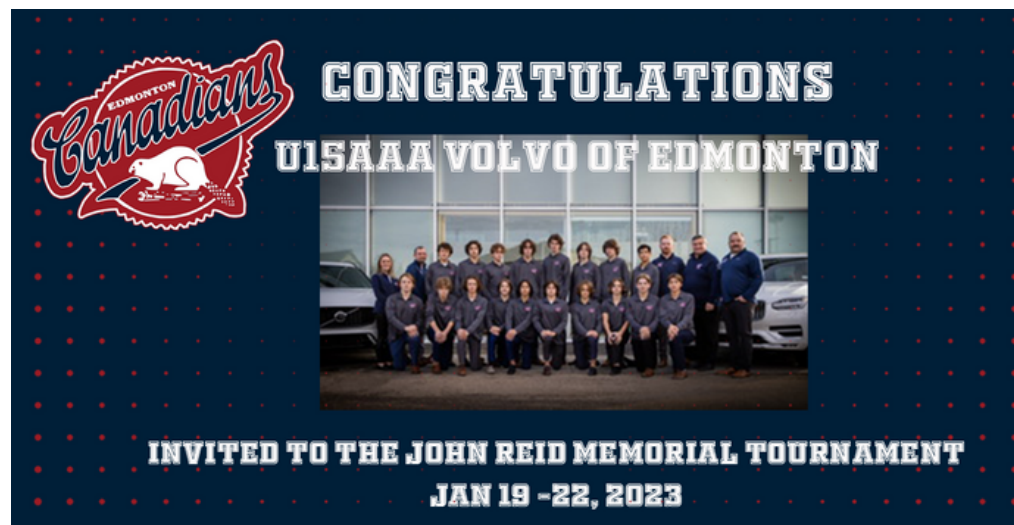 EDMONTON
Canadians
CONGRATULATIONS
U15AAA VOLVO OF EDMONTON
INVITED TO THE JOHN REID MEMORIAL TOURNAMENT
JAN 19 -22, 2023